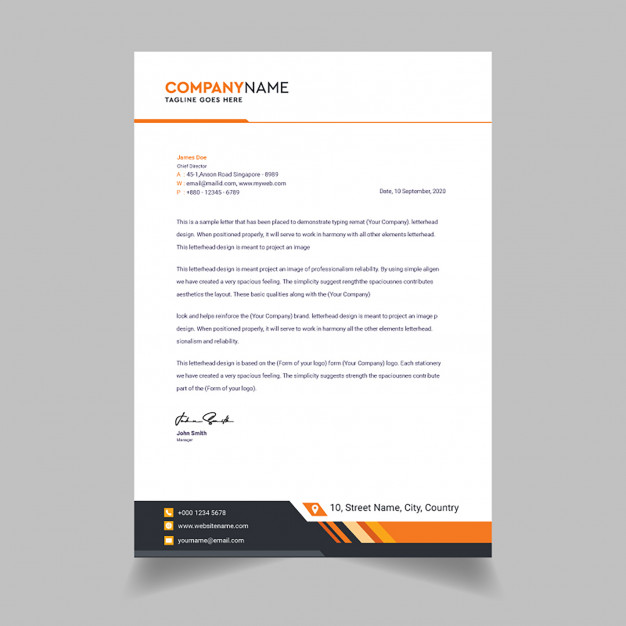 COMPANYNAME
TAGLINE GOES HERE
James Doe
Chief Director
A : 45-1,Anson Road Singapore - 8989
W : email@mailid.com, www.myweb.com
P : +880 - 12345 - 6789
Date, 10 September, 2020
This is a sample letter that has been placed to demonstrate typing remat (Your Company). letterhead
design. When positioned properly, it will serve to work in harmony with all other elements letterhead.
This letterhead design is meant to project an image
This letterhead design is meant project an image of professionalism reliability. By using simple aligen
we have created a very spacious feeling. The simplicity suggest rengthth the spaciousnes contributes
aesthetics the layout. These basic qualities along with the (Your Company)
look and helps reinforce the (Your Company) brand. letterhead design is meant to project an image p
design. When positioned properly, it will serve to work in harmony all the other elements letterhead.
sionalism and reliability.
This letterhead design is based on the (Form of your logo) form (Your Company) logo. Each stationery
we have created a very spacious feeling. The simplicity suggests strength the spaciousnes contribute
part of the (Form of your logo).
John Smith
Manager
10, Street Name, City, Country
+000 1234 5678
www.websitename.com
yourname@email.com